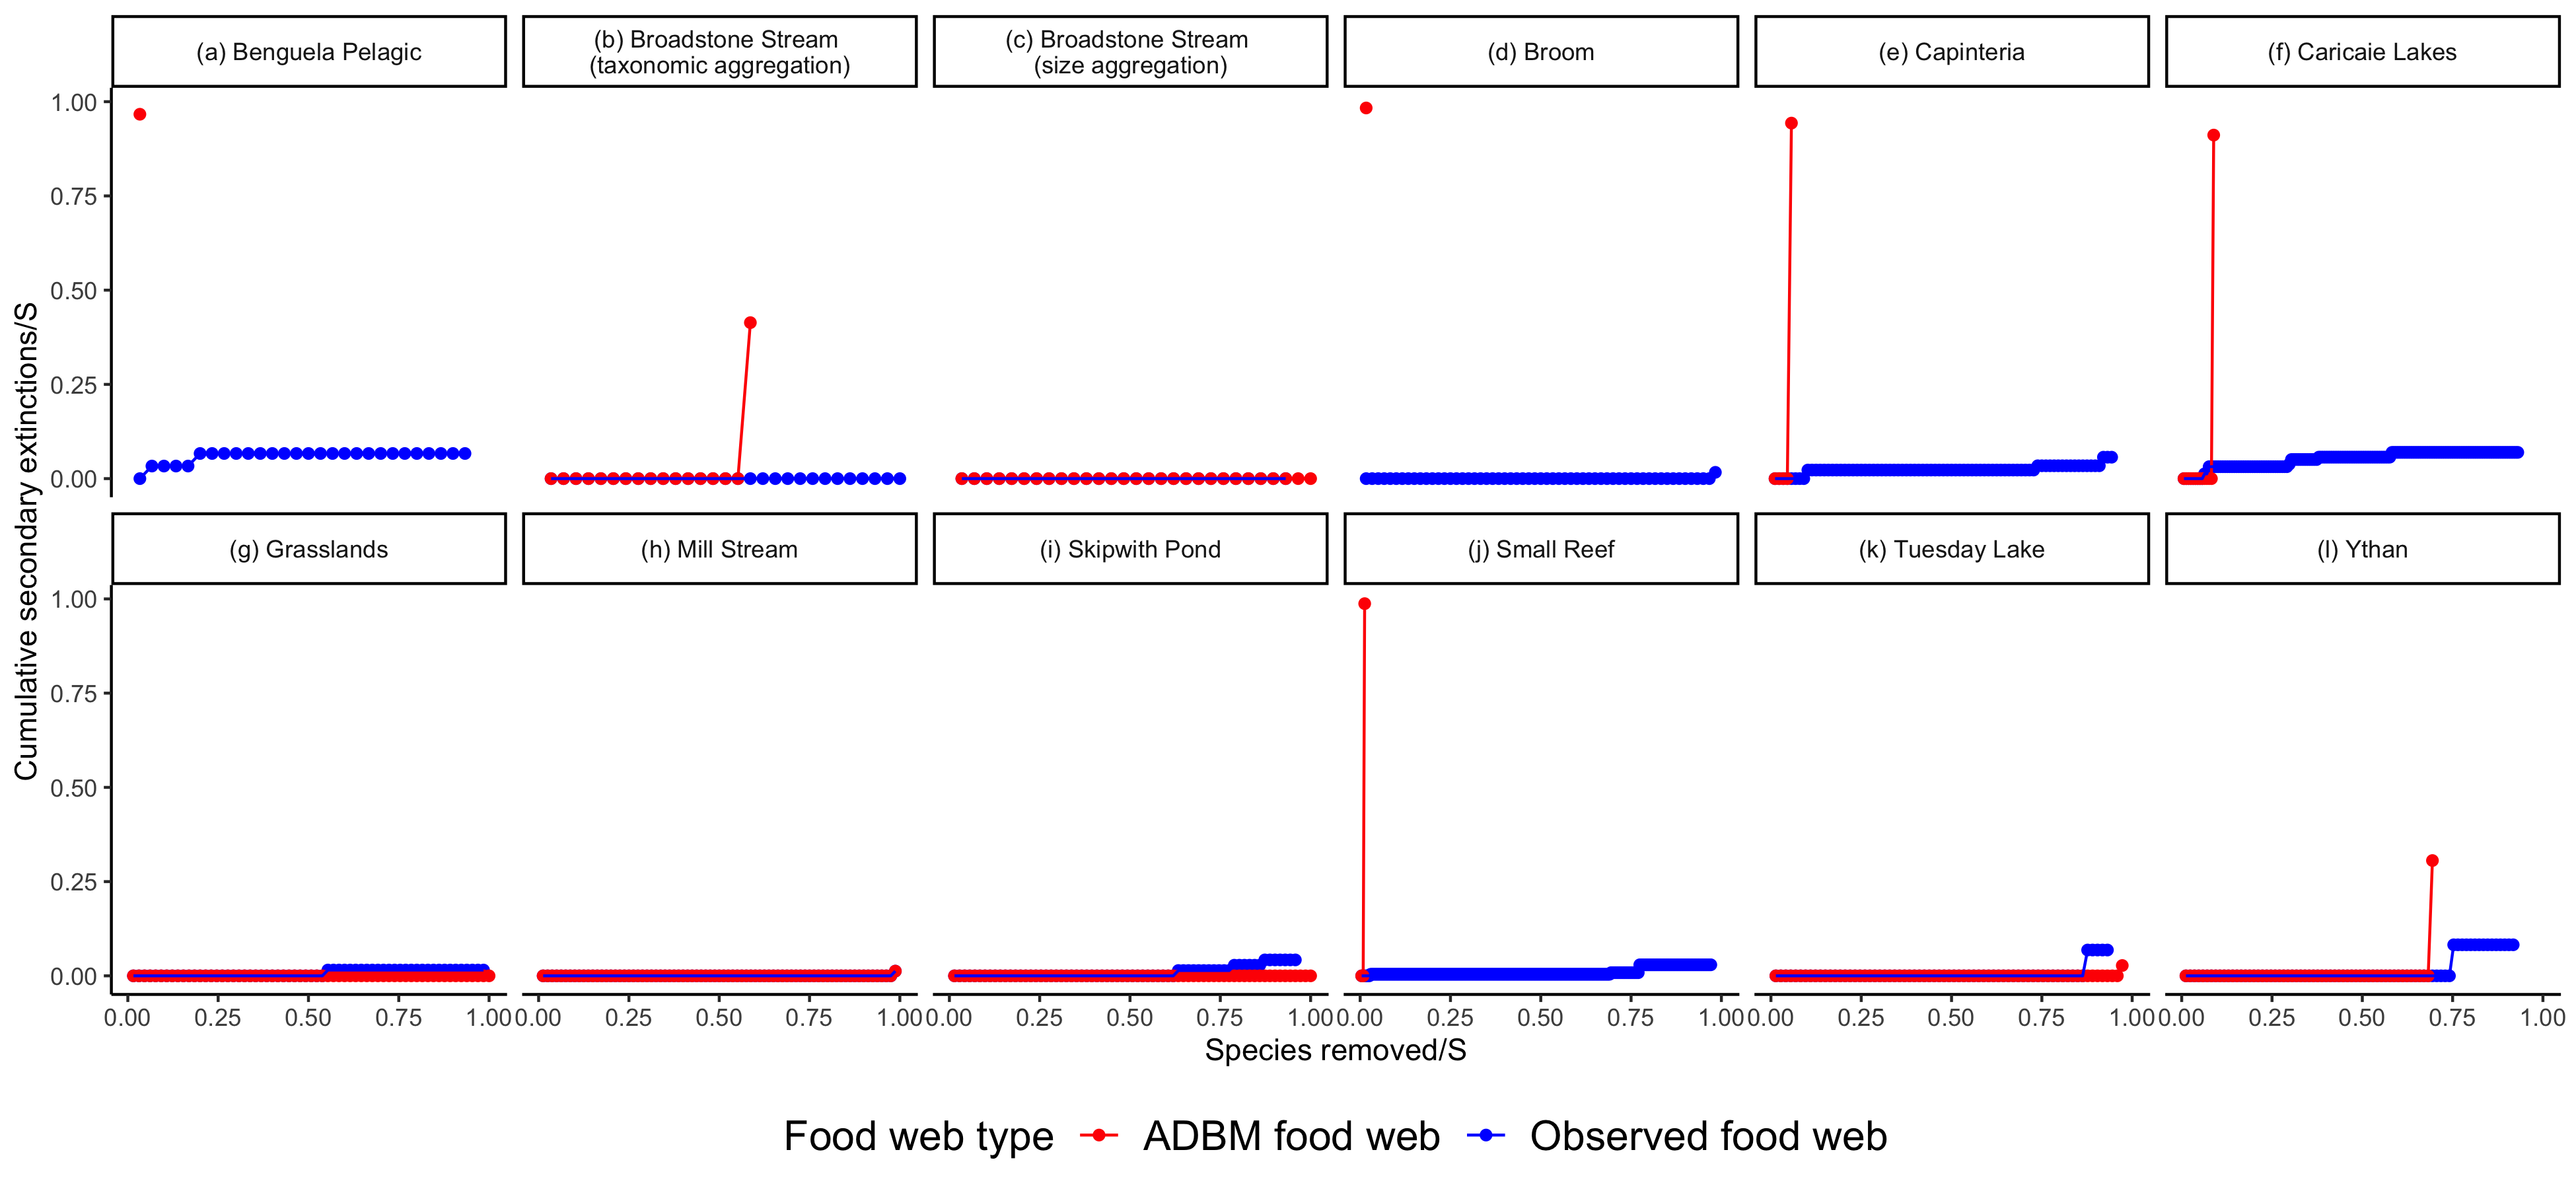 (a) Benguela Pelagic
(b) Broadstone Stream
(taxonomic aggregation)
(c) Broadstone Stream
(size aggregation)
(d) Broom
(e) Capinteria
(f) Caricaie Lakes
1.00
0.75
0.50
0.25
0.00
Cumulative secondary extinctions/S
(g) Grasslands
(h) Mill Stream
(i) Skipwith Pond
(j) Small Reef
(k) Tuesday Lake
(l) Ythan
1.00
0.75
0.50
0.25
0.00
0.00 0.25 0.50 0.75 1.00
0.00 0.25 0.50 0.75 1.00
0.00 0.25 0.50 0.75 1.00
0.00 0.25 0.50 0.75 1.00
0.00 0.25 0.50 0.75 1.00
0.00 0.25 0.50 0.75 1.00
Species removed/S
Food web type ADBM food web Observed food web